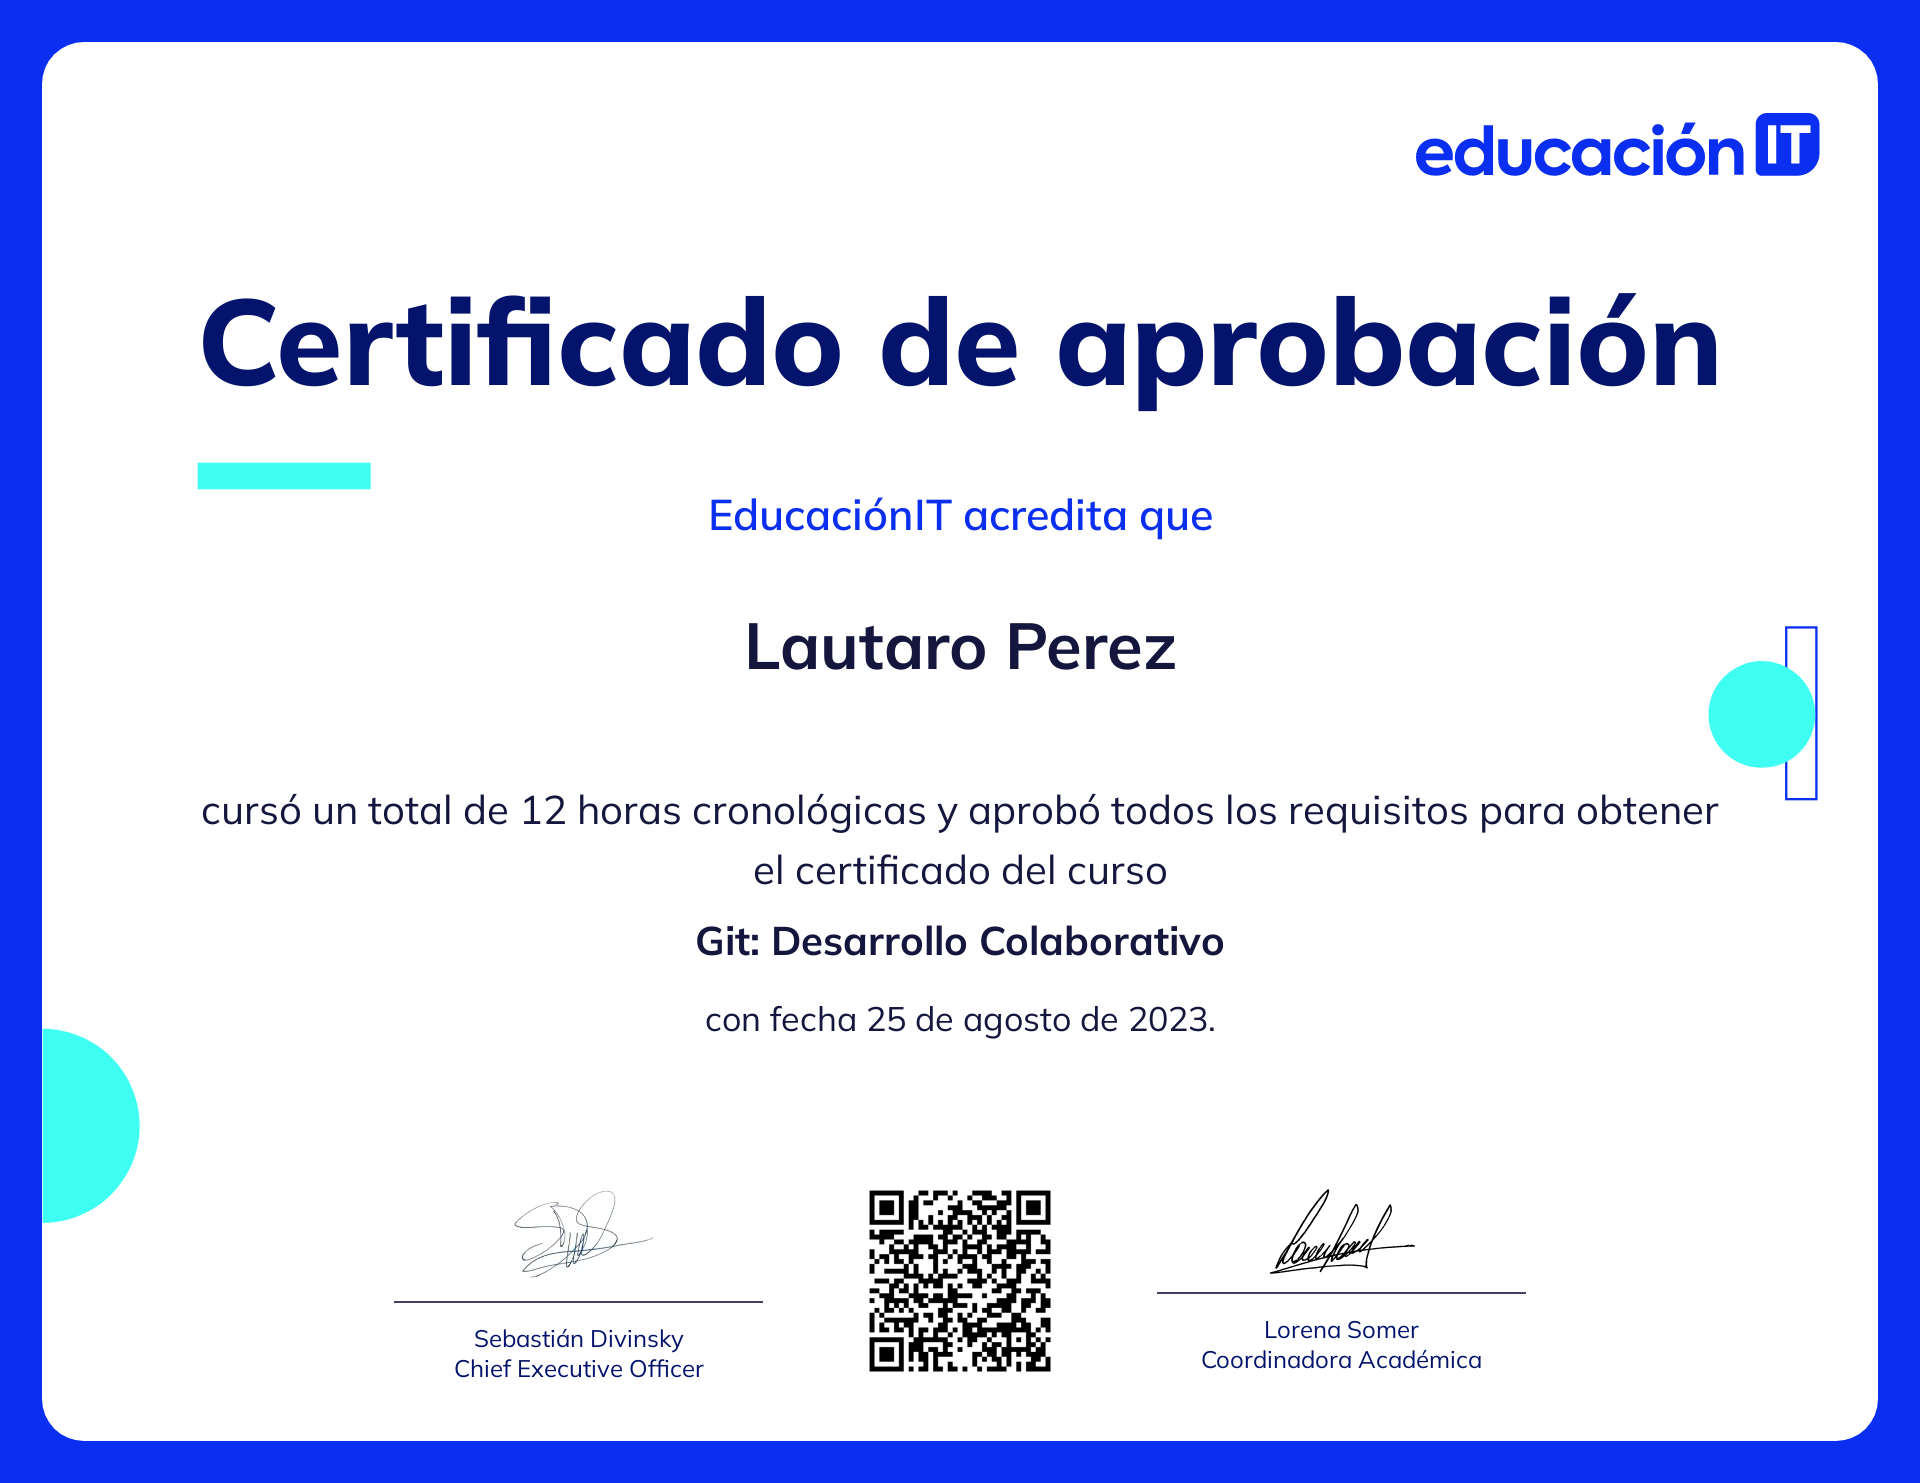 educación IT
Certificado de aprobación
EducaciónIT acredita que
Lautaro Perez
cursó un total de 12 horas cronológicas y aprobó todos los requisitos para obtener
el certificado del curso
Git: Desarrollo Colaborativo
con fecha 25 de agosto de 2023.
Sebastián Divinsky
Chief Executive Officer
Lorena Somer
Coordinadora Académica